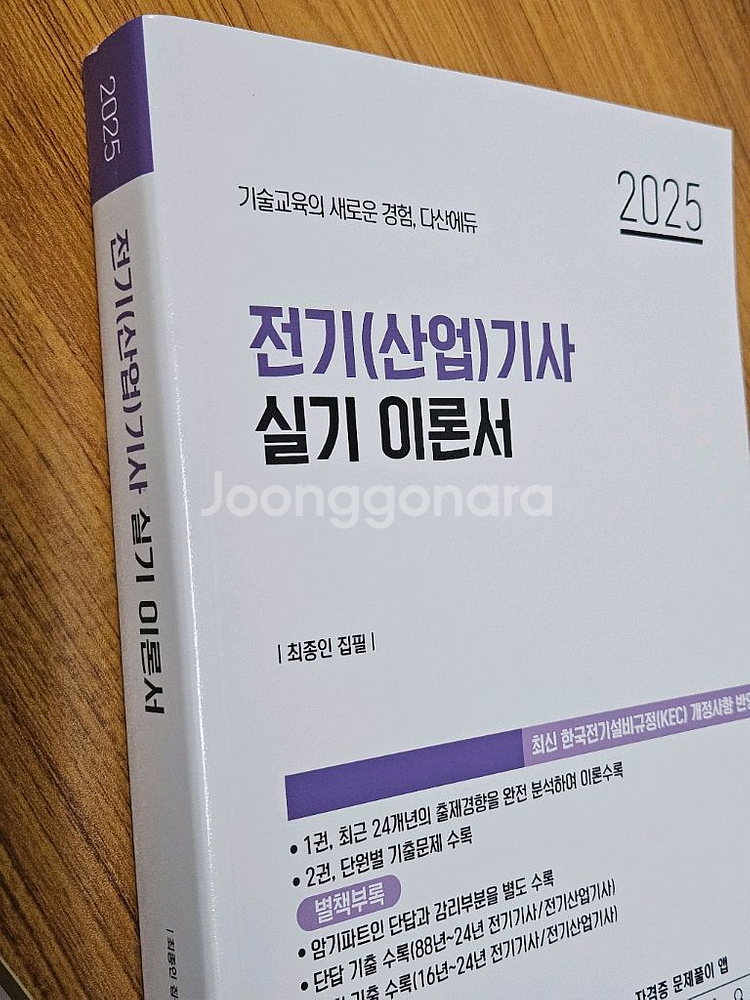 2025
전기(산업)기사 실기 이론서
기술교육의 새로운 경험, 다산에듀
2025
전기(산업)기사
실기 이론서
Joonggonara
| 최종인 집필 |
최신 한국전기설비규정(KEC) 개정사항 반영
• 1권, 최근 24개년의 출제경향을 완전 분석하여 이론수록
• 2권, 단원별 기출문제 수록
별책부록
• 암기파트인 단답과 감리부분을 별도 수록
• 단답 기출 수록(88년~24년 전기기사/전기산업기사)
기출 수록(16년~24년 전기기사/전기산업기사)
자격증 문제풀이 앱
| 최종인